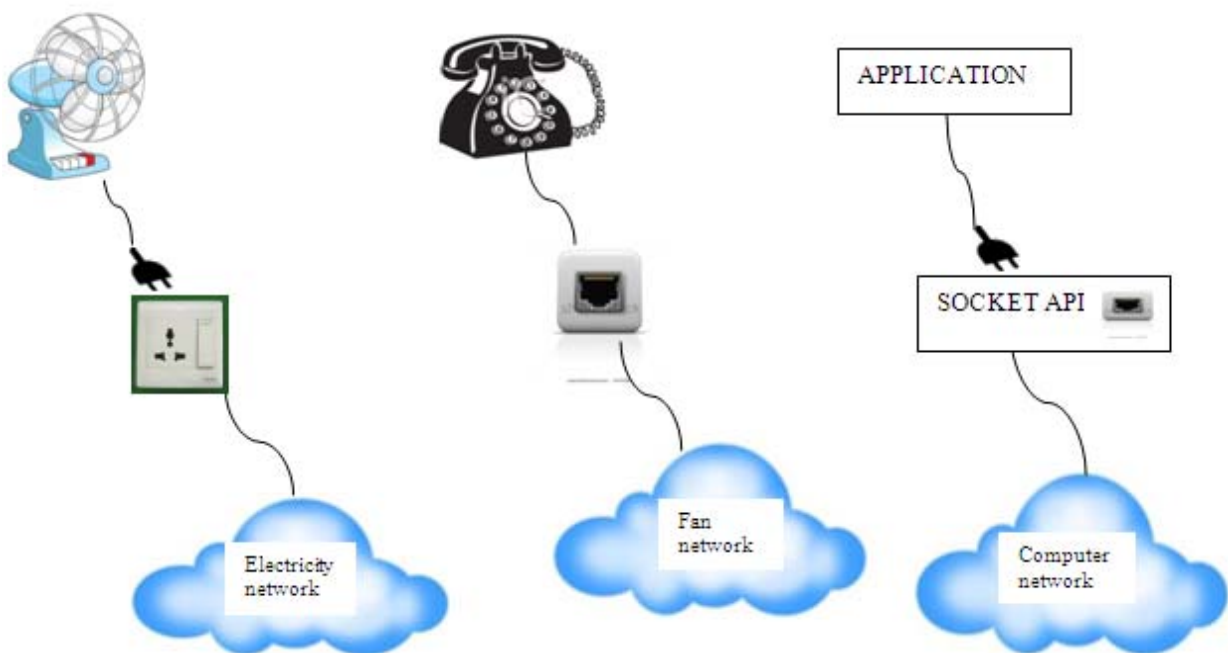 APPLICATION
SOCKET API
Electricity
network
Fan
network
Computer
network